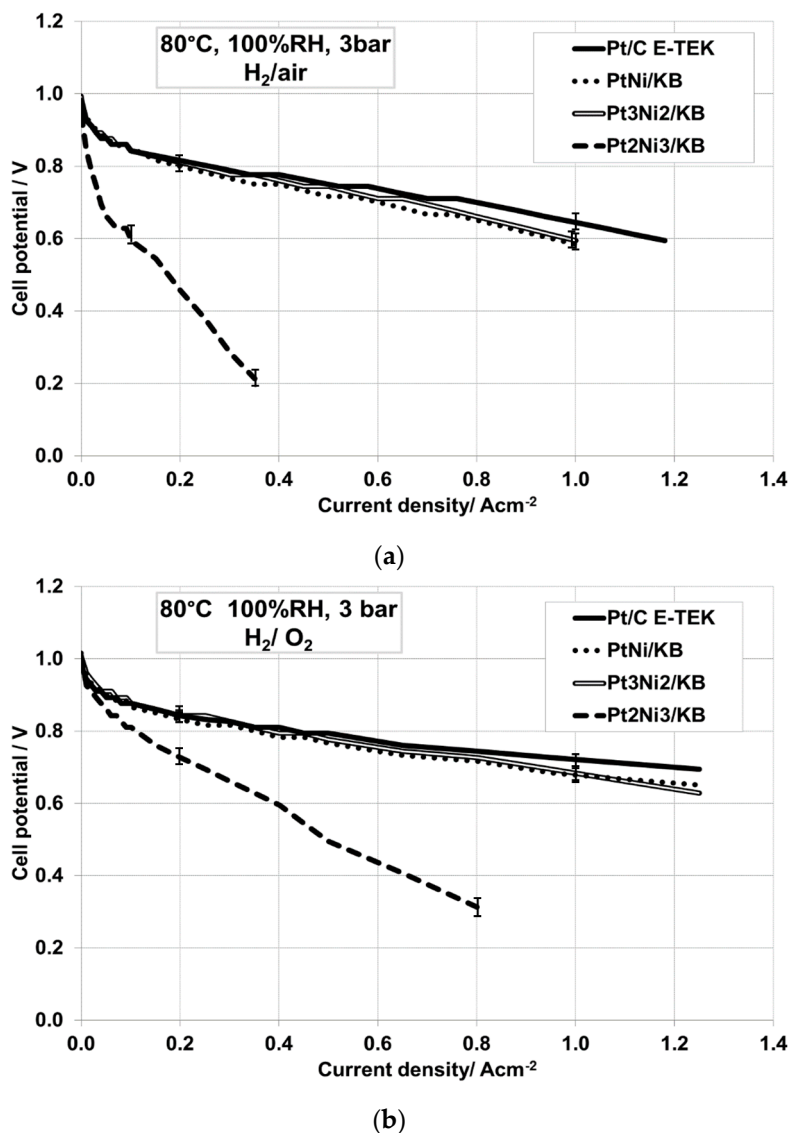 80°C, 100%RH, 3bar
H2/air
Pt/C E-TEK
PtNi/KB
Pt3Ni2/KB
Pt2Ni3/KB
Cell potential / V
1.2
1.0
0.8
0.6
0.4
0.2
0.0
0.0 0.2 0.4 0.6 0.8 1.0 1.2 1.4
Current density/ Acm-2
(a)
80°C 100%RH, 3 bar
H2/ O2
Pt/C E-TEK
PtNi/KB
Pt3Ni2/KB
Pt2Ni3/KB
Cell potential / V
1.2
1.0
0.8
0.6
0.4
0.2
0.0
0.0 0.2 0.4 0.6 0.8 1.0 1.2 1.4
Current density/ Acm-2
(b)